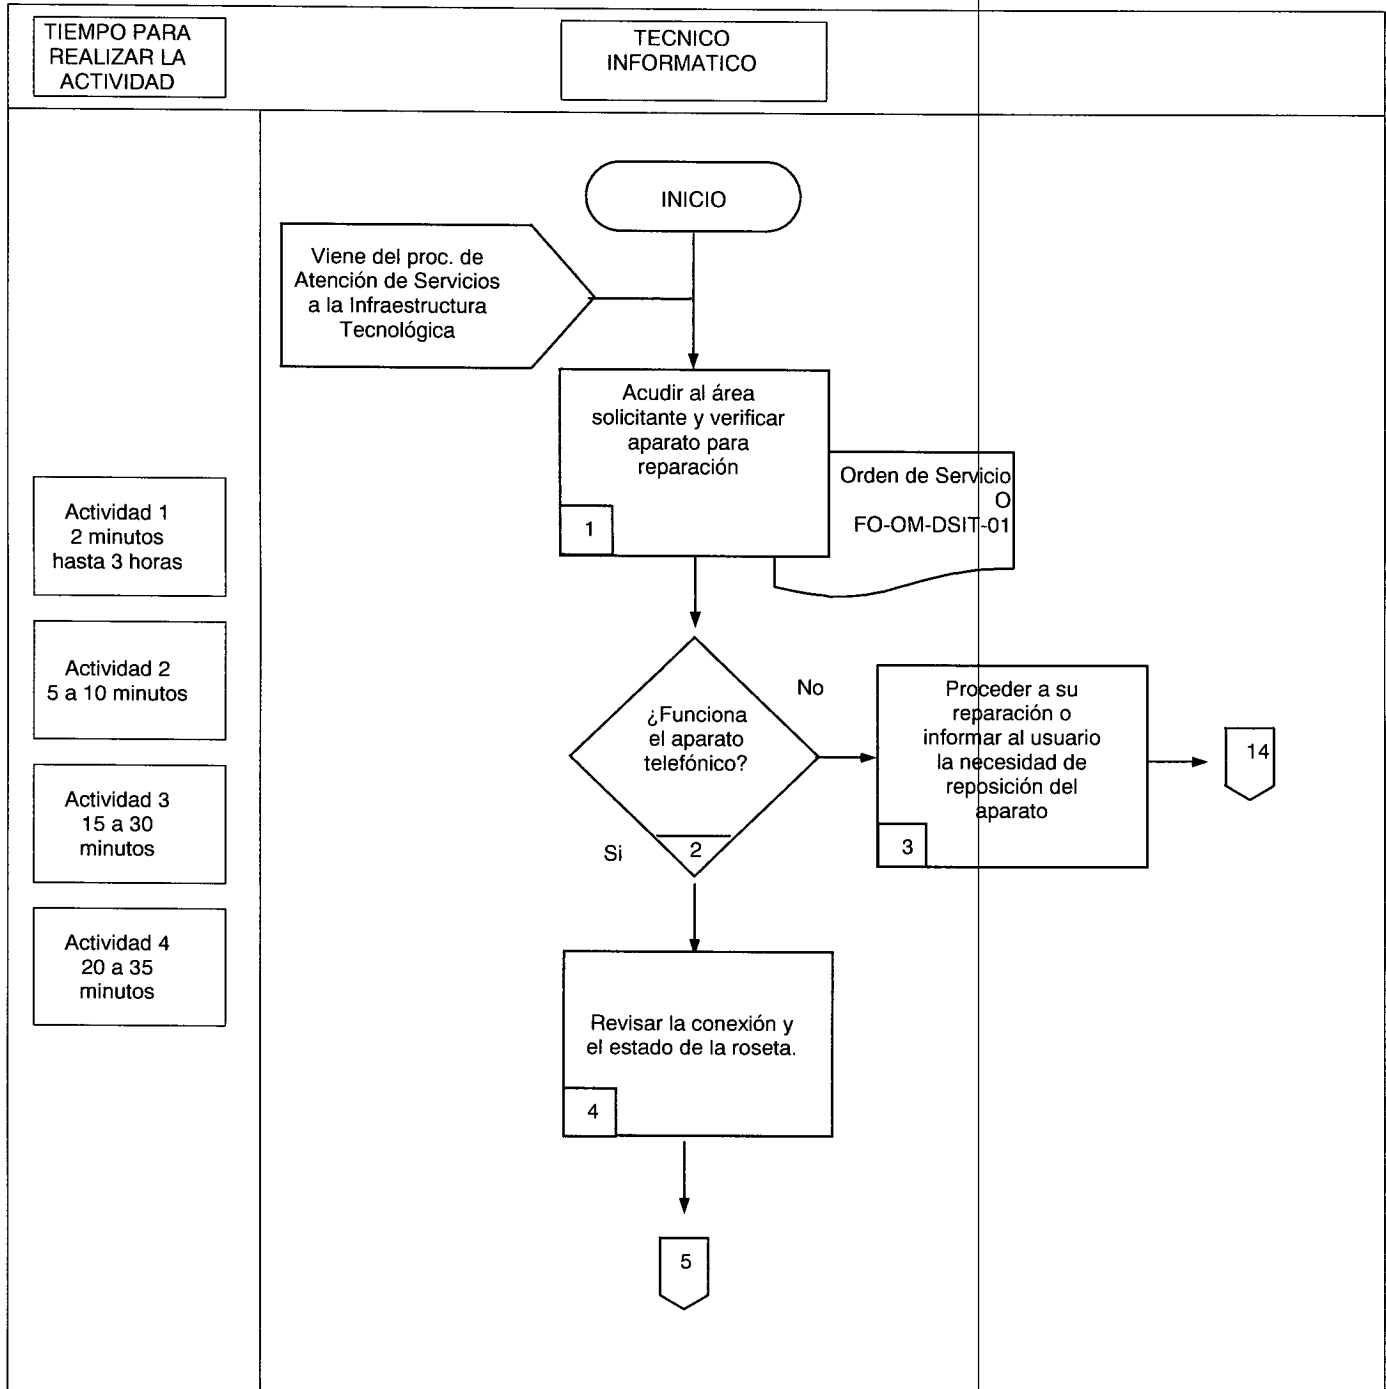 TIEMPO PARA
REALIZAR LA
ACTIVIDAD
TECNICO
INFORMATICO
INICIO
Viene del proc. de
Atención de Servicios
a la Infraestructura
Tecnológica
Acudir al área
solicitante y verificar
aparato para
reparación
1
Orden de Servicio
O
FO-OM-DSIT-01
Actividad 1
2 minutos
hasta 3 horas
Actividad 2
5 a 10 minutos
¿Funciona
el aparato
telefónico?
2
No
Si
Proceder a su
reparación o
informar al usuario
la necesidad de
reposición del
aparato
3
14
Actividad 3
15 a 30
minutos
Actividad 4
20 a 35
minutos
Revisar la conexión y
el estado de la roseta.
4
5